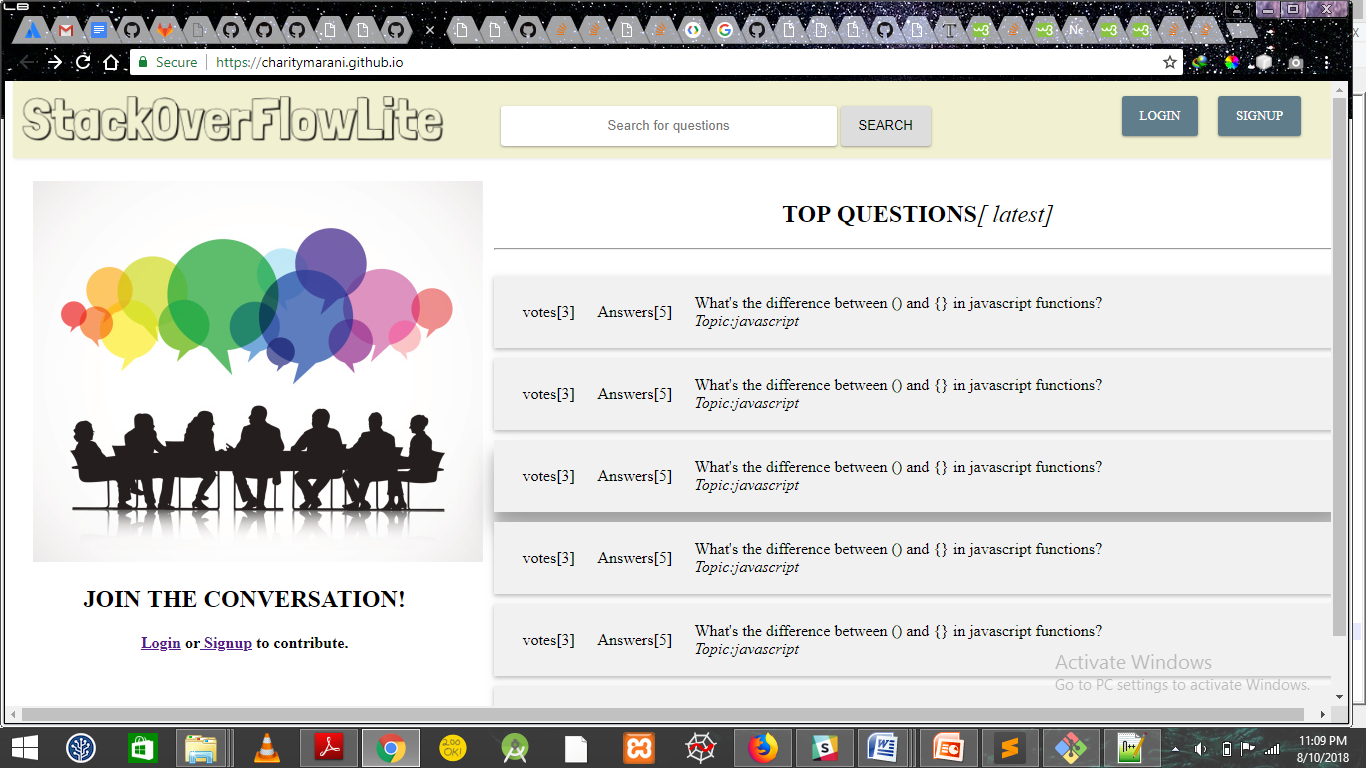 Secure https://charitymarani.github.io
StackOverFlowLite
Search for questions
SEARCH
LOGIN
SIGNUP
TOP QUESTIONS[ latest]
votes[3] Answers[5] What's the difference between () and {} in javascript functions?
Topic:javascript
votes[3] Answers[5] What's the difference between () and {} in javascript functions?
Topic:javascript
votes[3] Answers[5] What's the difference between () and {} in javascript functions?
Topic:javascript
votes[3] Answers[5] What's the difference between () and {} in javascript functions?
Topic:javascript
votes[3] Answers[5] What's the difference between () and {} in javascript functions?
Topic:javascript
JOIN THE CONVERSATION!
Login or Signup to contribute.
Activate Windows
Go to PC settings to activate Windows.
11:09 PM
8/10/2018